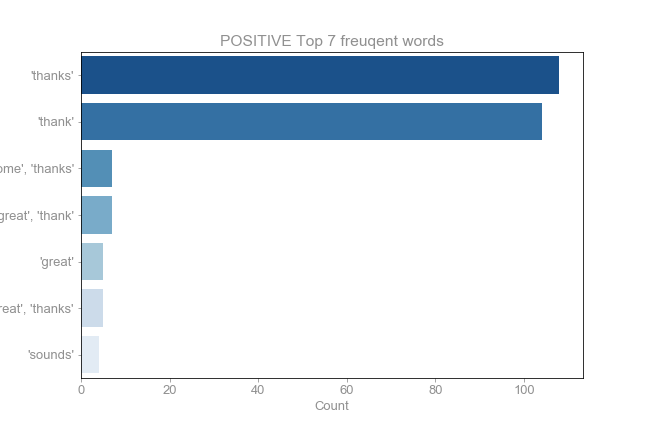 POSITIVE Top 7 freuqent words
'thanks'
'thank'
ome', 'thanks'
great', 'thank'
'great'
reat', 'thanks'
'sounds'
0 20 40 60 80 100
Count